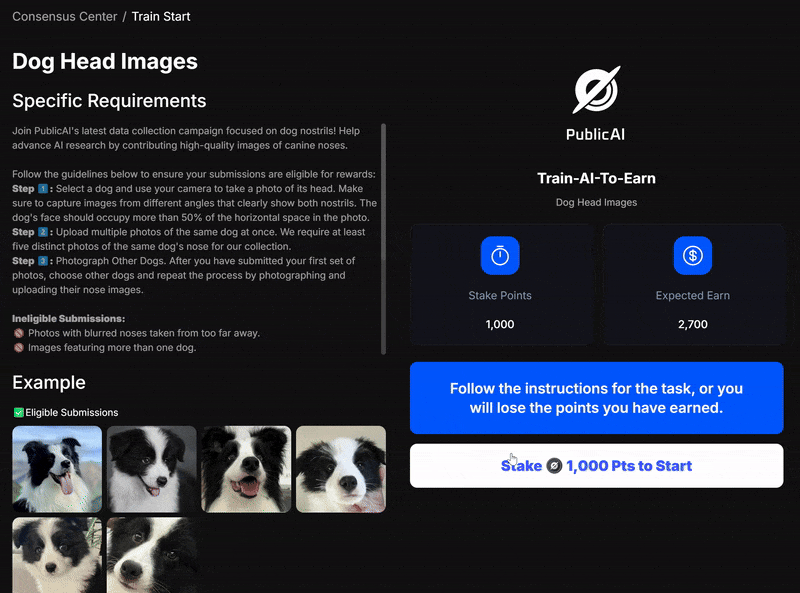 Consensus Center / Train Start
Dog Head Images
Specific Requirements
Join PublicAI's latest data collection campaign focused on dog nostrils! Help
advance AI research by contributing high-quality images of canine noses.
Follow the guidelines below to ensure your submissions are eligible for rewards:
Step 1: Select a dog and use your camera to take a photo of its head. Make
sure to capture images from different angles that clearly show both nostrils. The
dog's face should occupy more than 50% of the horizontal space in the photo.
Step 2: Upload multiple photos of the same dog at once. We require at least
five distinct photos of the same dog's nose for our collection.
Step 3: Photograph Other Dogs. After you have submitted your first set of
photos, choose other dogs and repeat the process by photographing and
uploading their nose images.
Ineligible Submissions:
Photos with blurred noses taken from too far away.
Images featuring more than one dog.
Example
Eligible Submissions
PublicAI
Train-AI-To-Earn
Dog Head Images
Stake Points
1,000
Expected Earn
2,700
Follow the instructions for the task, or you
will lose the points you have earned.
Stake 1,000 Pts to Start